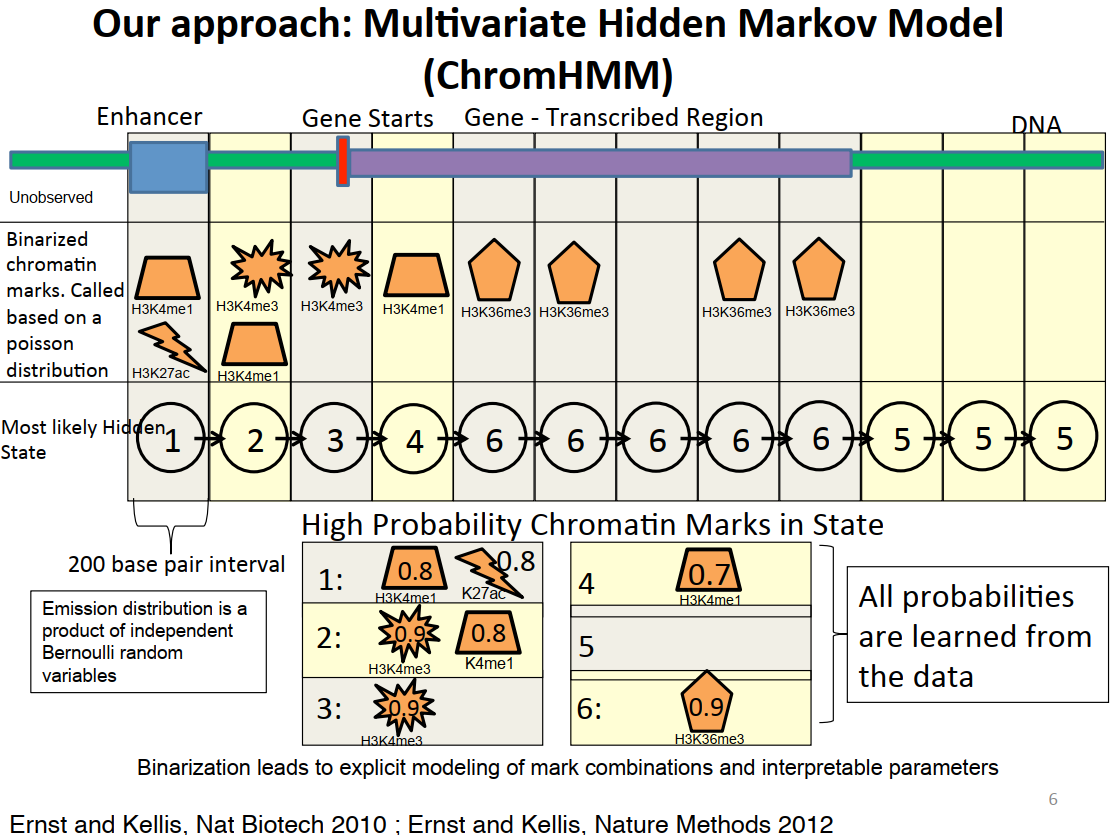 Our approach: Multivariate Hidden Markov Model
(ChromHMM)
Enhancer
Gene Starts
Gene - Transcribed Region
DNA
Unobserved
Binarized
chromatin
marks. Called
based on a
poisson
distribution
H3K4me1
H3K27ac
H3K4me3
H3K4me1
H3K4me3
H3K4me1
H3K36me3
H3K36me3
H3K36me3
H3K36me3
Most likely Hidden
State
1 2 3 4 6 6 6 6 6 5 5 5
200 base pair interval
High Probability Chromatin Marks in State
Emission distribution is a
product of independent
Bernoulli random
variables
1: 0.8 0.8
H3K4me1 K27ac
2: 0.9 0.8
H3K4me3 K4me1
3: 0.9
H3K4me3
4 0.7
H3K4me1
5
6: 0.9
H3K36me3
All probabilities
are learned from
the data
Binarization leads to explicit modeling of mark combinations and interpretable parameters
6
Ernst and Kellis, Nat Biotech 2010 ; Ernst and Kellis, Nature Methods 2012